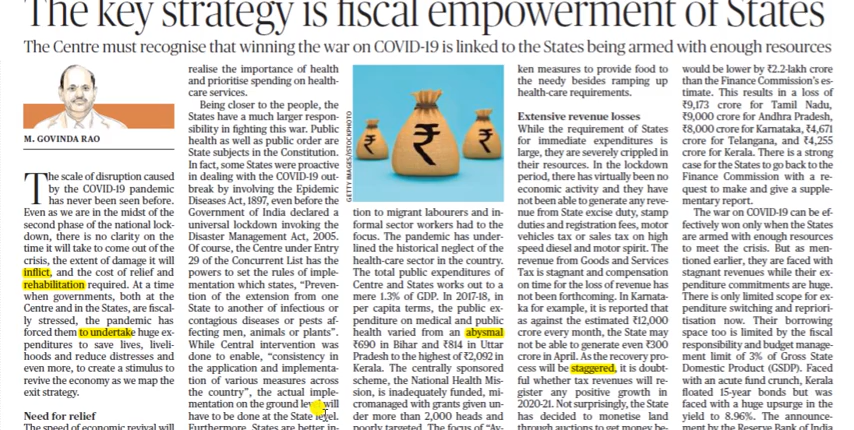 The key strategy is fiscal empowerment of States
The Centre must recognise that winning the war on COVID-19 is linked to the States being armed with enough resources
M. GOVINDA RAO
The scale of disruption caused
by the COVID-19 pandemic
has never been seen before.
Even as we are in the midst of the
second phase of the national lock-
down, there is no clarity on the
time it will take to come out of the
crisis, the extent of damage it will
inflict, and the cost of relief and
rehabilitation required. At a time
when governments, both at the
Centre and in the States, are fiscal-
ly stressed, the pandemic has
forced them to undertake huge ex-
penditures to save lives, liveli-
hoods and reduce distresses and
even more, to create a stimulus to
revive the economy as we map the
exit strategy.
Need for relief
The speed of economic revival will
realise the importance of health
and prioritise spending on health-
care services.
Being closer to the people, the
States have a much larger respon-
sibility in fighting this war. Public
health as well as public order are
State subjects in the Constitution.
In fact, some States were proactive
in dealing with the COVID-19 out-
break by involving the Epidemic
Diseases Act, 1897, even before the
Government of India declared a
universal lockdown invoking the
Disaster Management Act, 2005.
Of course, the Centre under Entry
29 of the Concurrent List has the
powers to set the rules of imple-
mentation which states, “Preven-
tion of the extension from one
State to another of infectious or
contagious diseases or pests af-
fecting men, animals or plants”.
While Central intervention was
done to enable, “consistency in
the application and implementa-
tion of various measures across
the country”, the actual imple-
mentation on the ground level will
have to be done at the State level.
Furthermore, States are better in-
GETTY IMAGES/ISTOCKPHOTO
tion to migrant labourers and in-
formal sector workers had to the
focus. The pandemic has under-
lined the historical neglect of the
health-care sector in the country.
The total public expenditures of
Centre and States works out to a
mere 1.3% of GDP. In 2017-18, in
per capita terms, the public ex-
penditure on medical and public
health varied from an abysmal
₹690 in Bihar and ₹814 in Uttar
Pradesh to the highest of ₹2,092 in
Kerala. The centrally sponsored
scheme, the National Health Mis-
sion, is inadequately funded, mi-
cromanaged with grants given un-
der more than 2,000 heads and
poorly targeted. The focus of “Ay-
ken measures to provide food to
the needy besides ramping up
health-care requirements.
Extensive revenue losses
While the requirement of States
for immediate expenditures is
large, they are severely crippled in
their resources. In the lockdown
period, there has virtually been no
economic activity and they have
not been able to generate any reve-
nue from State excise duty, stamp
duties and registration fees, motor
vehicles tax or sales tax on high
speed diesel and motor spirit. The
revenue from Goods and Services
Tax is stagnant and compensation
on time for the loss of revenue has
not been forthcoming. In Karnata-
ka for example, it is reported that
as against the estimated ₹12,000
crore every month, the State may
not be able to generate even ₹300
crore in April. As the recovery pro-
cess will be staggered, it is doubt-
ful whether tax revenues will re-
gister any positive growth in
2020-21. Not surprisingly, the State
has decided to monetise land
through auctions to get money be-
would be lower by ₹2.2-lakh crore
than the Finance Commission's es-
timate. This results in a loss of
₹9,173 crore for Tamil Nadu,
₹9,000 crore for Andhra Pradesh,
₹8,000 crore for Karnataka, ₹4,671
crore for Telangana, and ₹4,255
crore for Kerala. There is a strong
case for the States to go back to the
Finance Commission with a re-
quest to make and give a supple-
mentary report.
The war on COVID-19 can be ef-
fectively won only when the States
are armed with enough resources
to meet the crisis. But as men-
tioned earlier, they are faced with
stagnant revenues while their ex-
penditure commitments are huge.
There is only limited scope for ex-
penditure switching and repriori-
tisation now. Their borrowing
space too is limited by the fiscal
responsibility and budget manage-
ment limit of 3% of Gross State
Domestic Product (GSDP). Faced
with an acute fund crunch, Kerala
floated 15-year bonds but was
faced with a huge upsurge in the
yield to 8.96%. The announce-
ment by the Reserve Bank of India